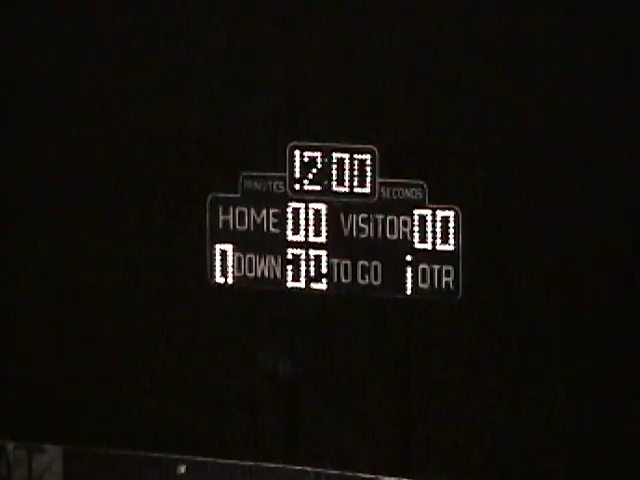 12:00
MINUTES SECONDS
HOME 00 VISITOR 00
0 DOWN 00 TO GO 1 QTR